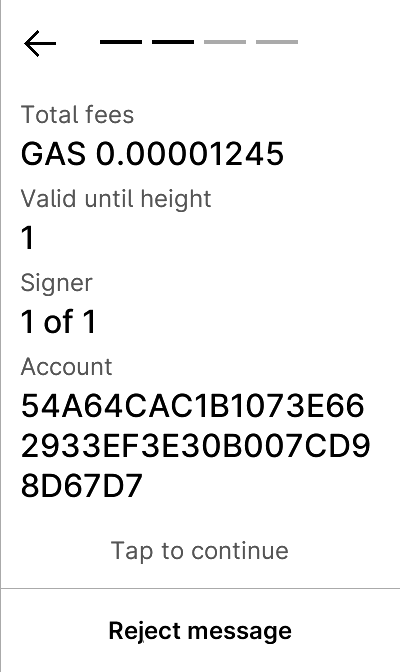 Total fees
GAS 0.00001245
Valid until height
1
Signer
1 of 1
Account
54A64CAC1B1073E66
2933EF3E30B007CD9
8D67D7
Tap to continue
Reject message